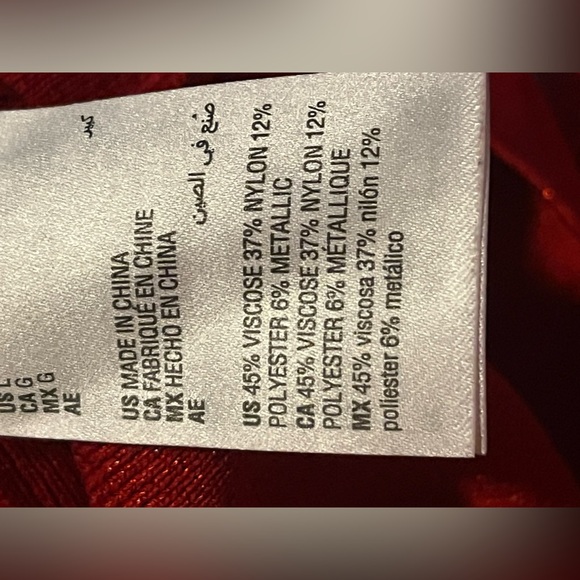 US L
CA G
MX G
AE كبير
US MADE IN CHINA
CA FABRIQUÉ EN CHINE
MX HECHO EN CHINA
AE صُنع في الصين
US 45% VISCOSE 37% NYLON 12%
POLYESTER 6% METALLIC
CA 45% VISCOSE 37% NYLON 12%
POLYESTER 6% MÉTALLIQUE
MX 45% viscosa 37% nilón 12%
poliéster 6% metálico